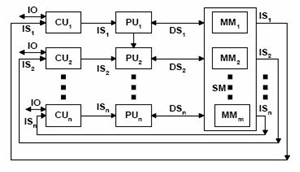 IO CU1 IS1 PU1 DS1 MM1 IS1
IS1
IO CU2 IS2 PU2 DS2 MM2 IS2
IS2
SM
IO CUn ISn PUn DSn MMm ISn
ISn